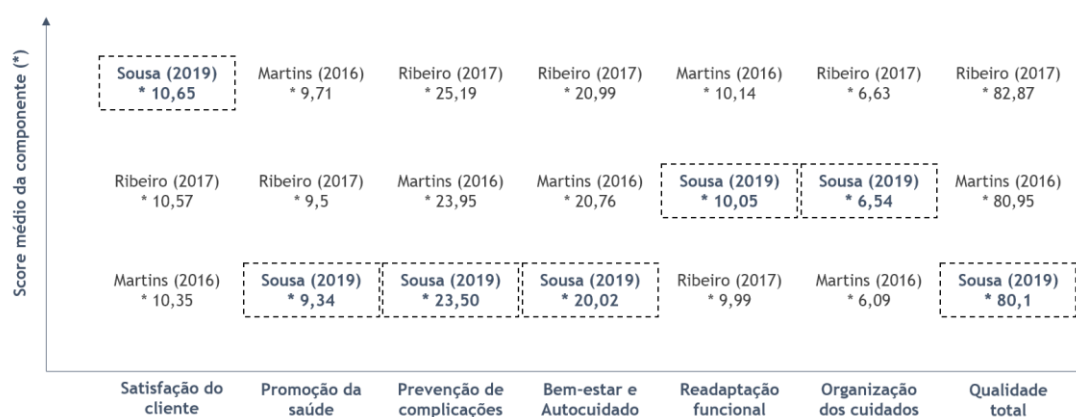 Score médio da componente (*)
Sousa (2019) Martins (2016) Ribeiro (2017) Ribeiro (2017) Martins (2016) Ribeiro (2017) Ribeiro (2017)
* 10,65 * 9,71 * 25,19 * 20,99 * 10,14 * 6,63 * 82,87
Ribeiro (2017) Ribeiro (2017) Martins (2016) Martins (2016) Sousa (2019) Sousa (2019) Martins (2016)
* 10,57 * 9,5 * 23,95 * 20,76 * 10,05 * 6,54 * 80,95
Martins (2016) Sousa (2019) Sousa (2019) Sousa (2019) Ribeiro (2017) Martins (2016) Sousa (2019)
* 10,35 * 9,34 * 23,50 * 20,02 * 9,99 * 6,09 * 80,1
Satisfação do Promoção da Prevenção de Bem-estar e Readaptação Organização Qualidade
cliente saúde complicações Autocuidado funcional dos cuidados total